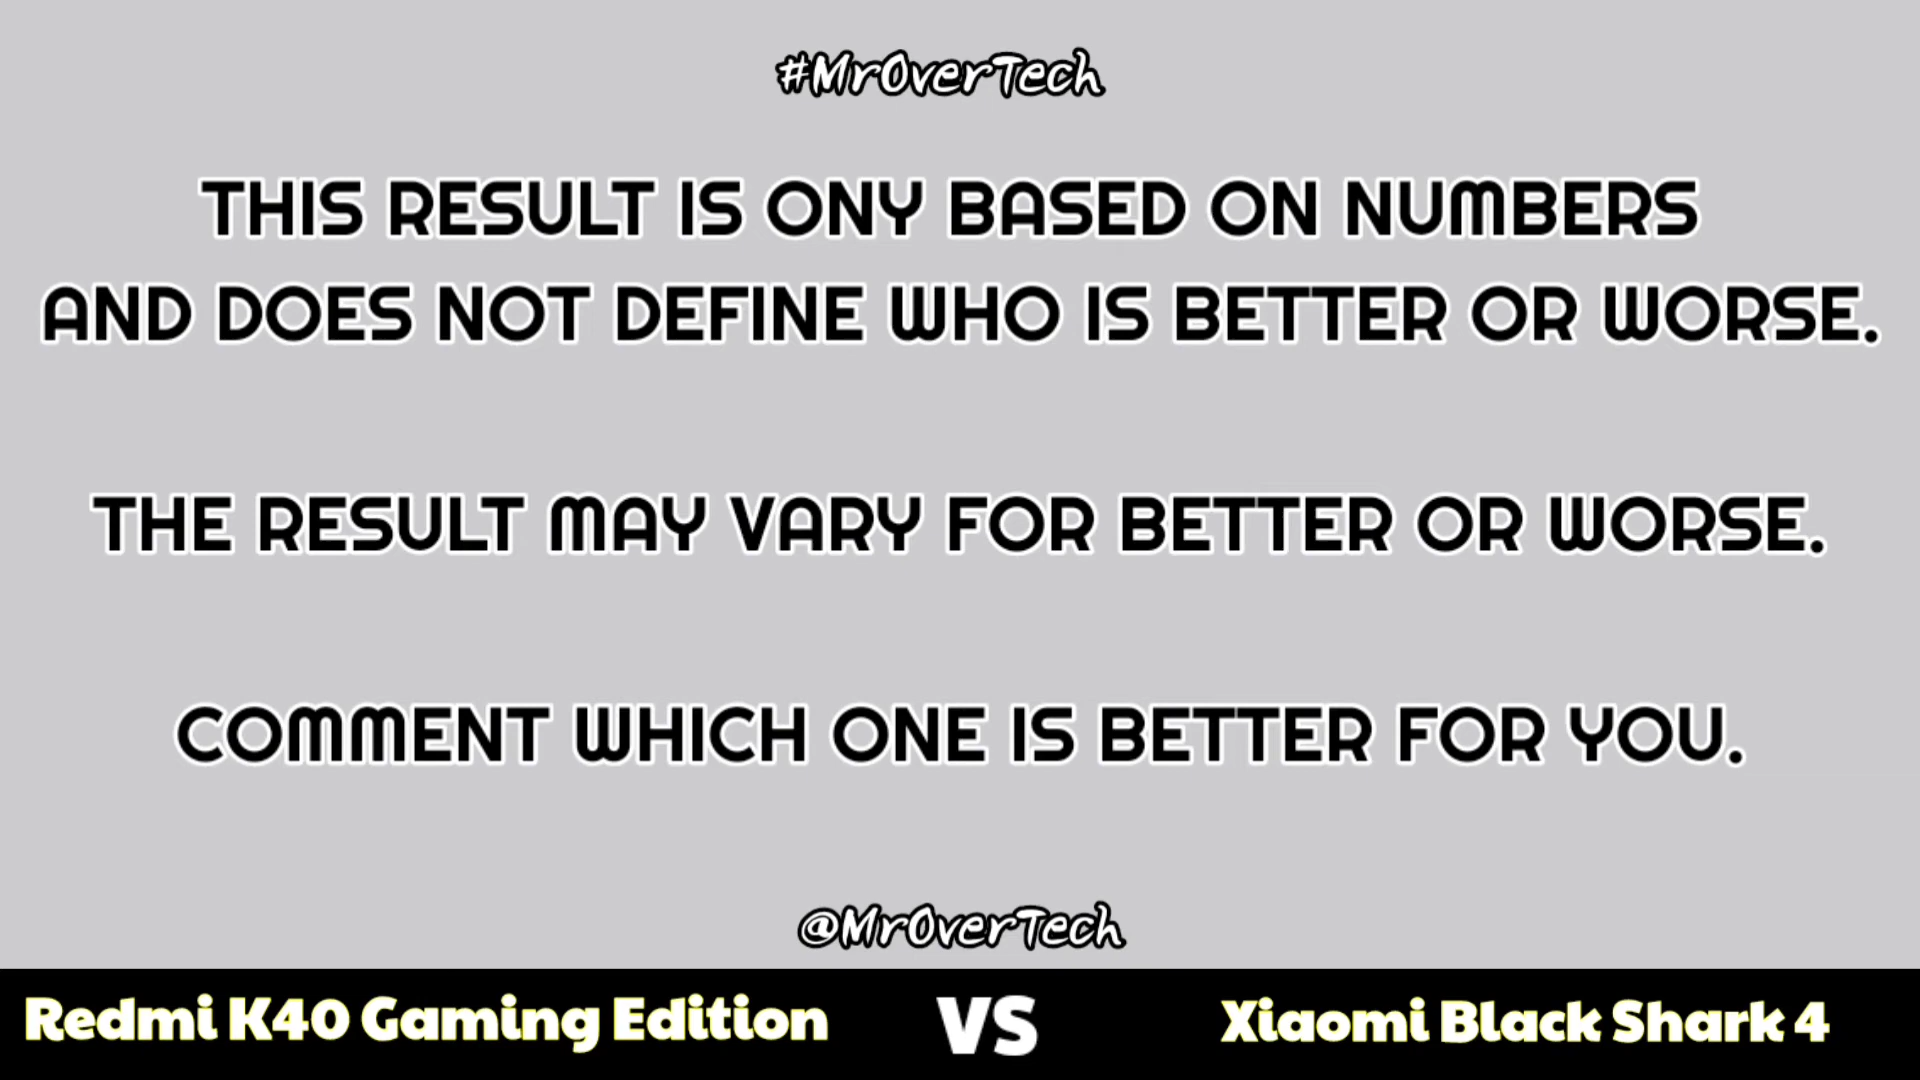 #MrOverTech
THIS RESULT IS ONY BASED ON NUMBERS
AND DOES NOT DEFINE WHO IS BETTER OR WORSE.
THE RESULT MAY VARY FOR BETTER OR WORSE.
COMMENT WHICH ONE IS BETTER FOR YOU.
@MrOverTech
Redmi K40 Gaming Edition VS Xiaomi Black Shark 4